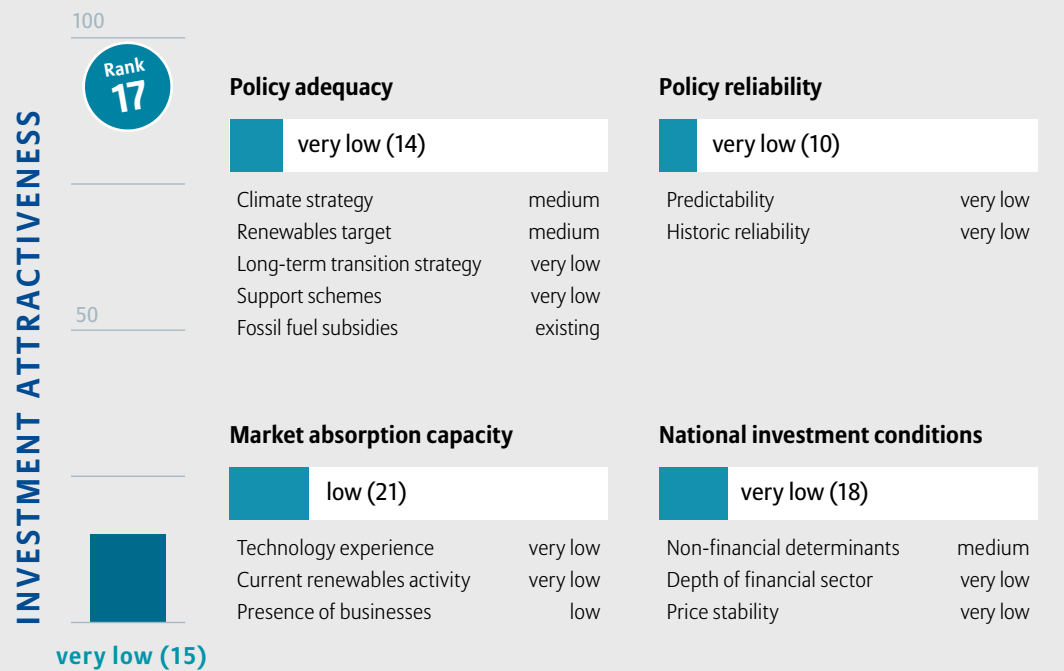 INVESTMENT ATTRACTIVENESS
100
Rank
17
50
very low (15)
Policy adequacy
very low (14)
Climate strategy medium
Renewables target medium
Long-term transition strategy very low
Support schemes very low
Fossil fuel subsidies existing
Policy reliability
very low (10)
Predictability very low
Historic reliability very low
Market absorption capacity
low (21)
Technology experience very low
Current renewables activity very low
Presence of businesses low
National investment conditions
very low (18)
Non-financial determinants medium
Depth of financial sector very low
Price stability very low